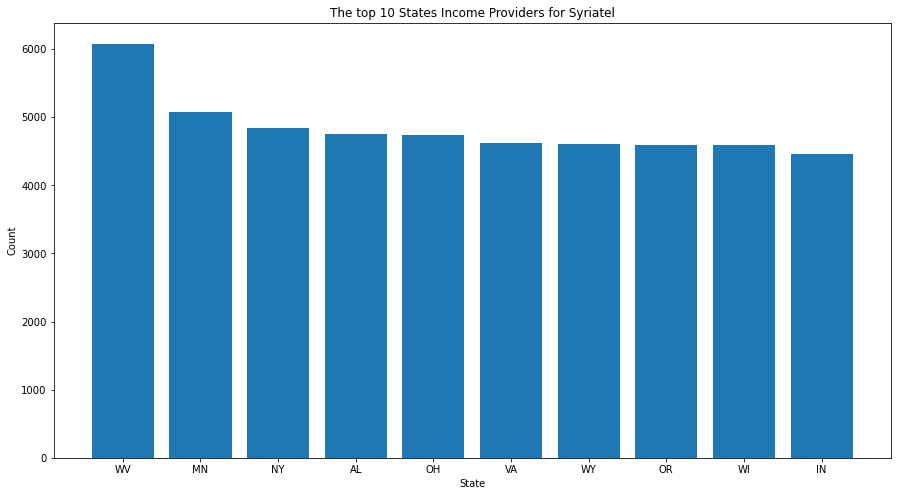 The top 10 States Income Providers for Syriatel
6000
5000
4000
3000
2000
1000
0
Count
WV MN NY AL OH VA WY OR WI IN
State